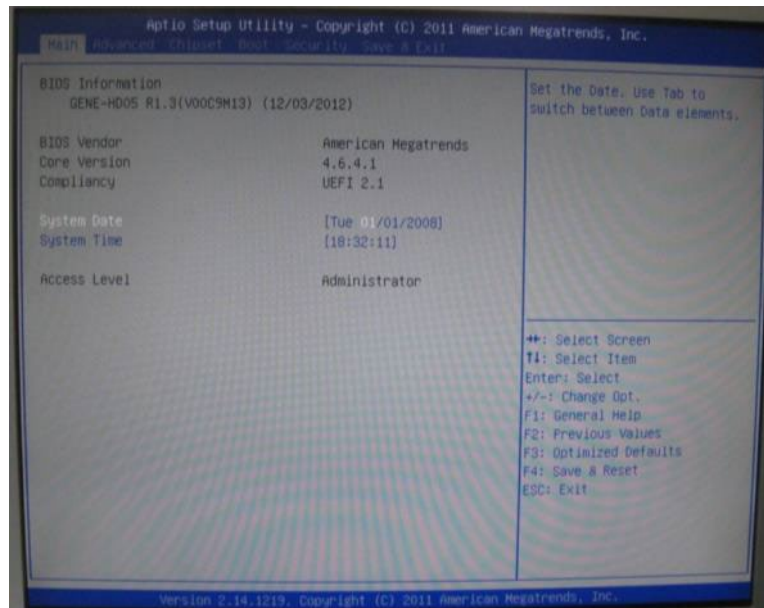 Aptio Setup Utility - Copyright (C) 2011 American Megatrends, Inc.
Main Advanced Chipset Boot Security Save & Exit
BIOS Information
GENE-HD05 R1.3(V00C9M13) (12/03/2012)
BIOS Vendor American Megatrends
Core Version 4.6.4.1
Compliancy UEFI 2.1
System Date [Tue 01/01/2008]
System Time [18:32:11]
Access Level Administrator
Set the Date. Use Tab to
switch between Data elements.
→←: Select Screen
↑↓: Select Item
Enter: Select
+/-: Change Opt.
F1: General Help
F2: Previous Values
F3: Optimized Defaults
F4: Save & Reset
ESC: Exit
Version 2.14.1219. Copyright (C) 2011 American Megatrends, Inc.